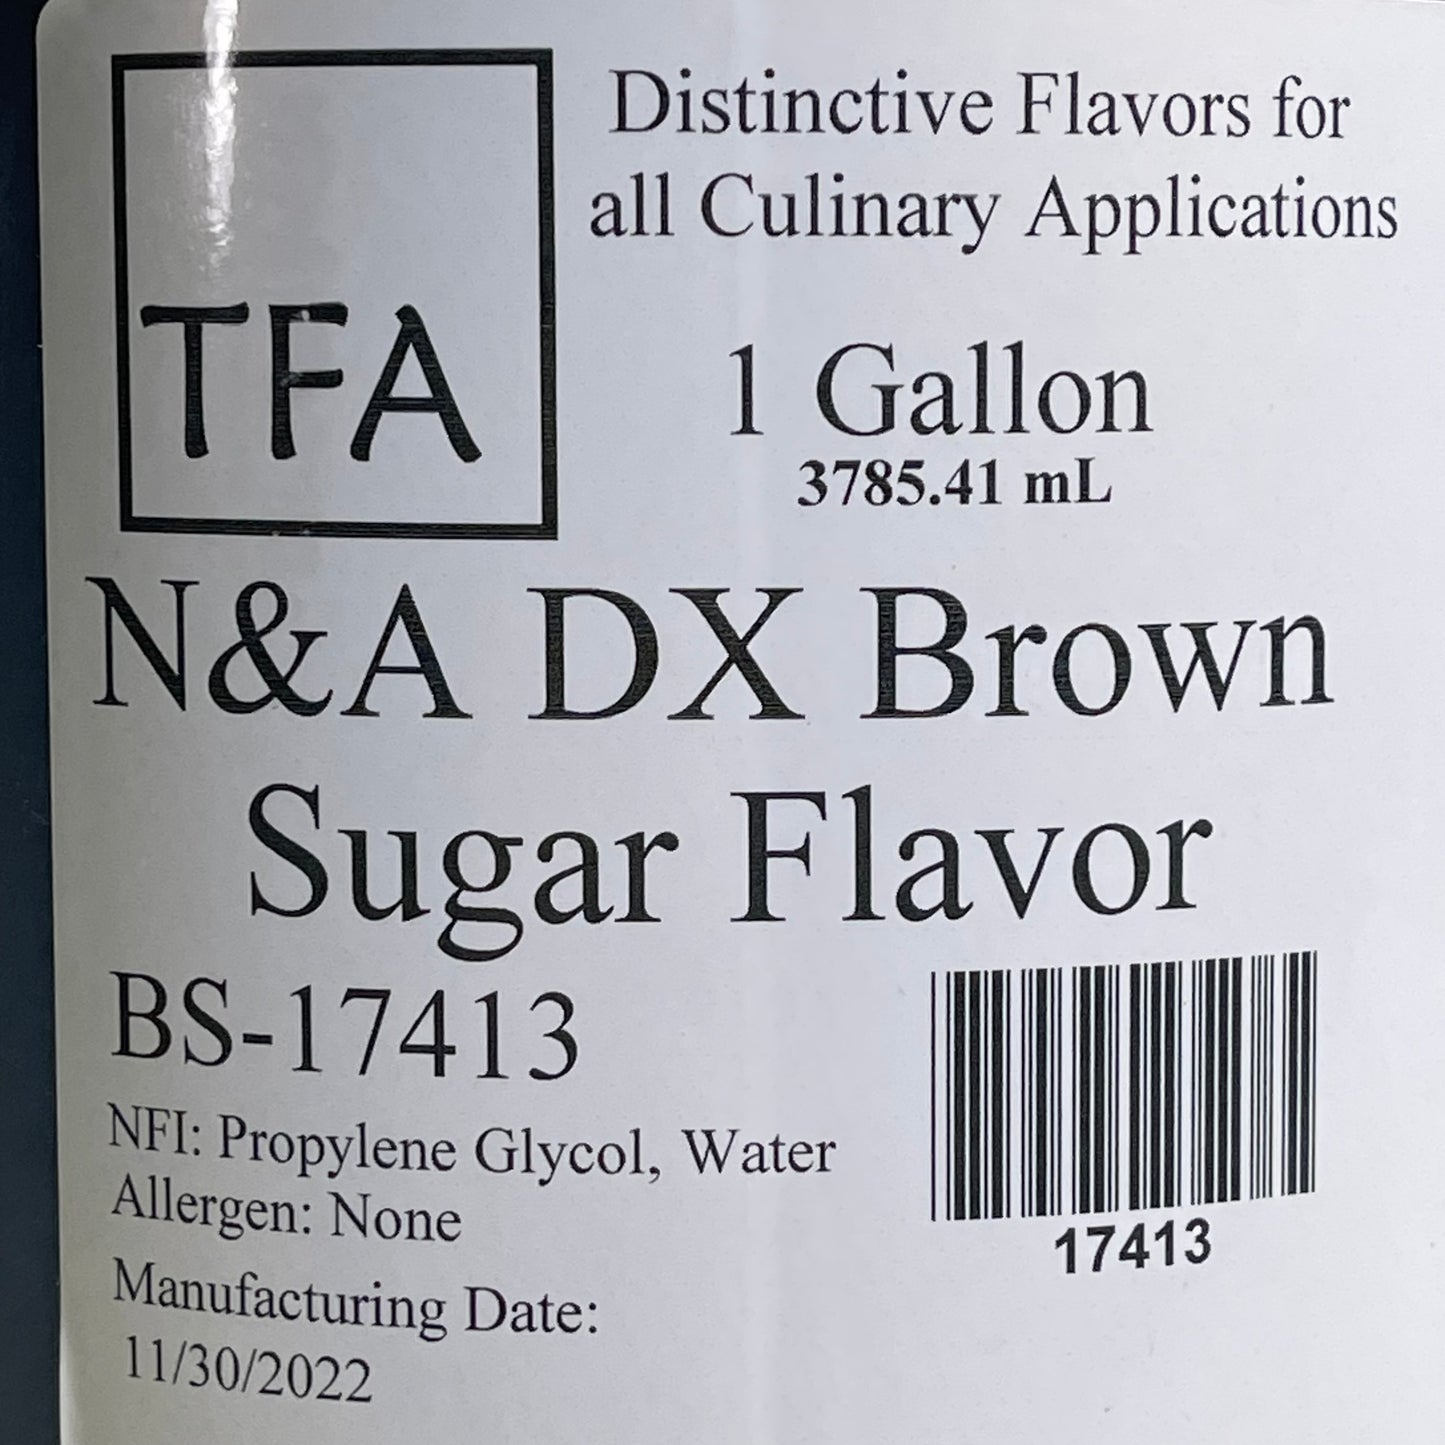 TFA
Distinctive Flavors for
all Culinary Applications
1 Gallon
3785.41 mL
N&A DX Brown
Sugar Flavor
BS-17413
NFI: Propylene Glycol, Water
Allergen: None
Manufacturing Date:
11/30/2022
17413